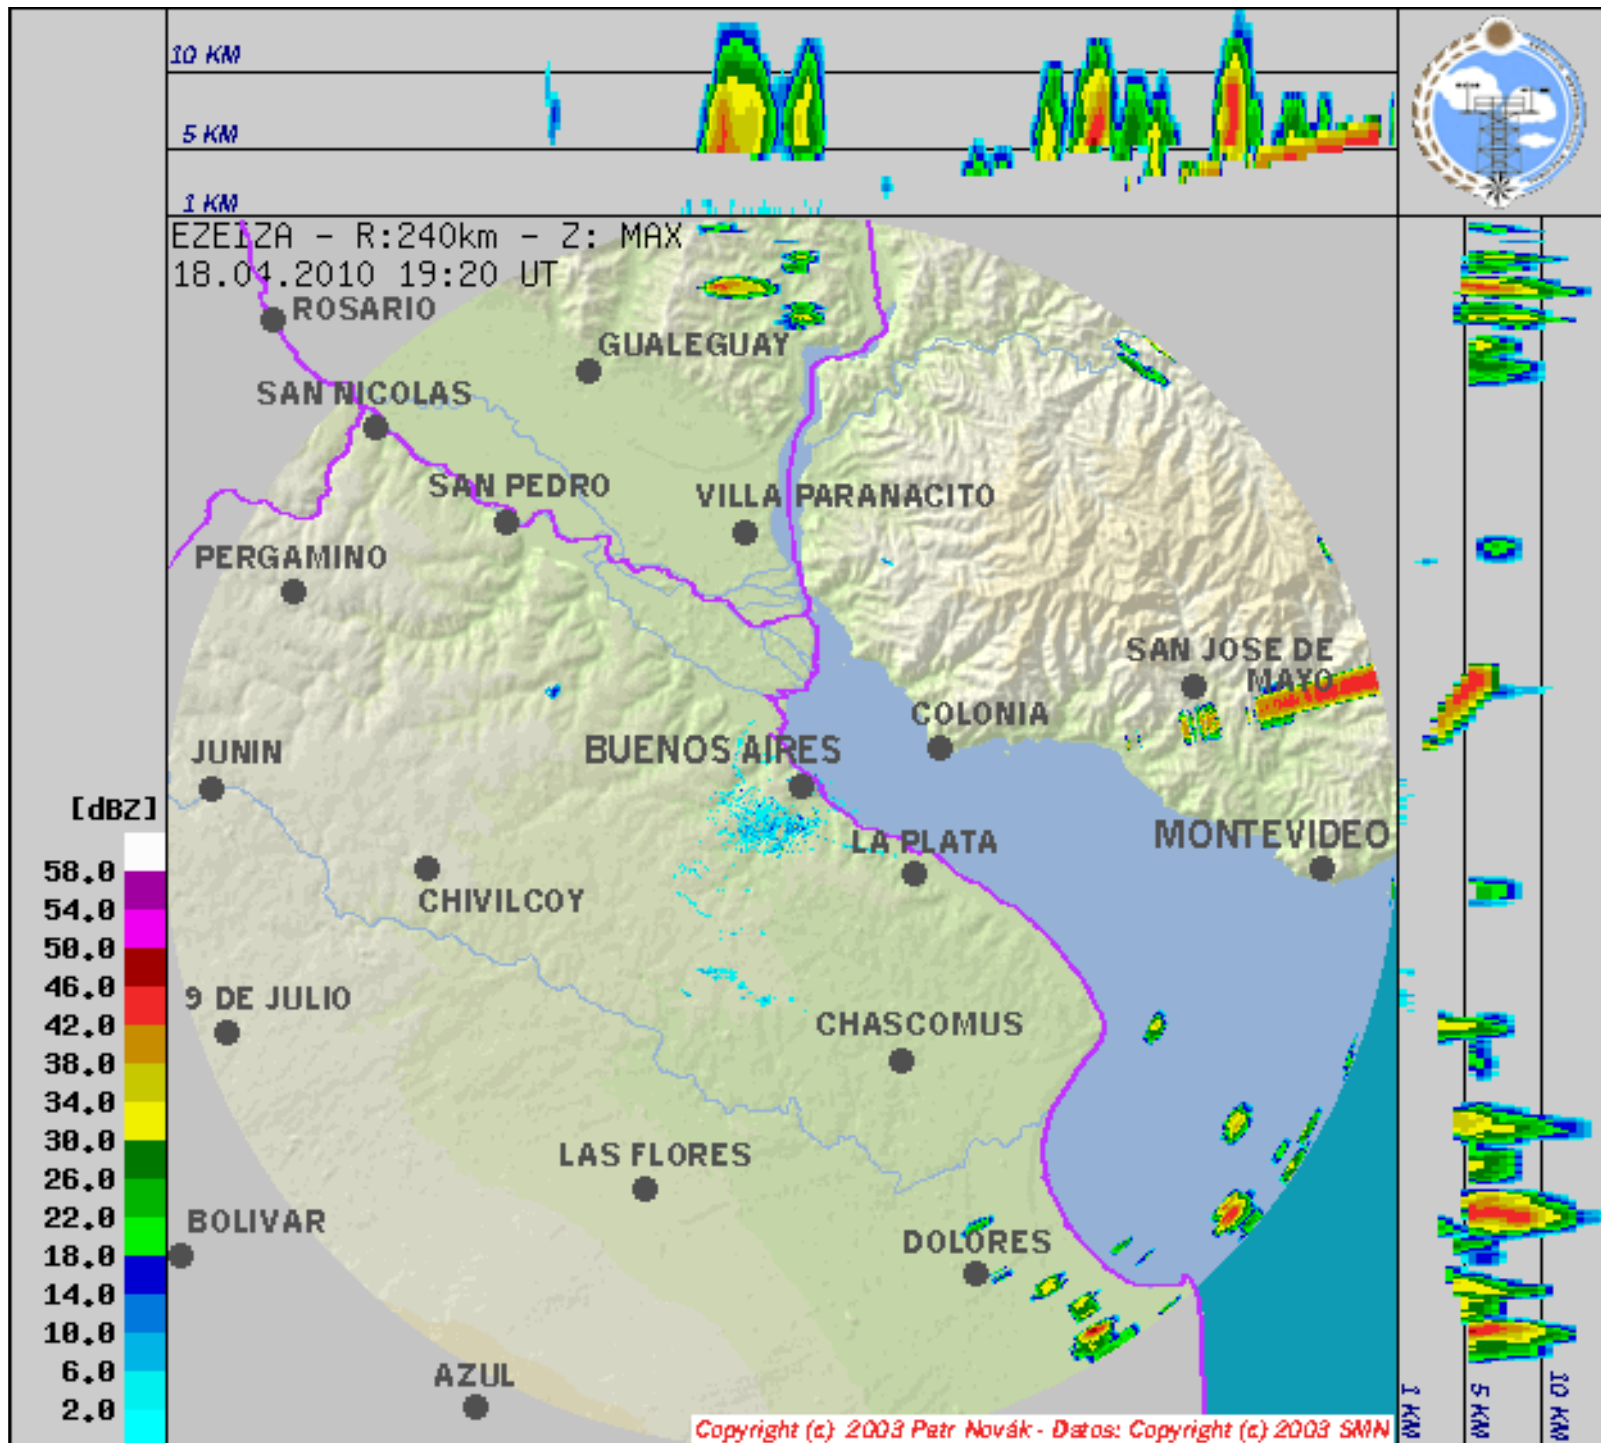 10 KM
5 KM
1 KM
EZEIZA - R:240km - Z: MAX
18.04.2010 19:20 UT
ROSARIO
GUALEGUAY
SAN NICOLAS
SAN PEDRO
VILLA PARANACITO
PERGAMINO
SAN JOSE DE
MAYO
COLONIA
JUNIN
BUENOS AIRES
[dBZ]
LA PLATA
MONTEVIDEO
58.0
CHIVILCOY
54.0
50.0
46.0
9 DE JULIO
42.0
CHASCOMUS
38.0
34.0
30.0
LAS FLORES
26.0
22.0
BOLIVAR
DOLORES
18.0
14.0
10.0
6.0
AZUL
2.0
1 KM
5 KM
10 KM
Copyright (c) 2003 Petr Novák - Datos: Copyright (c) 2003 SMN